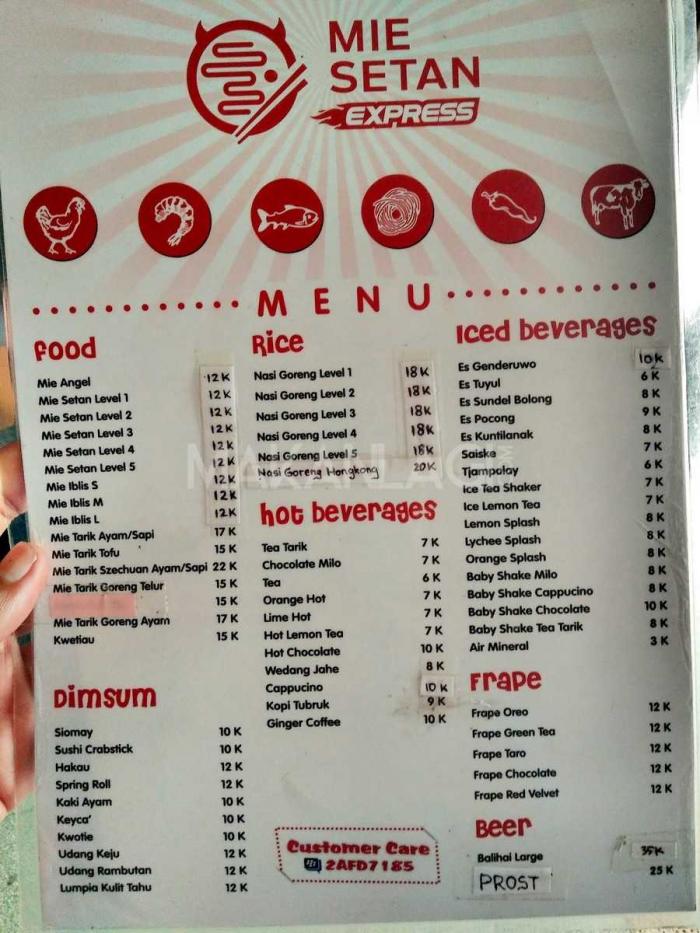 MIE
SETAN
EXPRESS
MENU
Food
Mie Angel 12 K
Mie Setan Level 1 12 K
Mie Setan Level 2 12 K
Mie Setan Level 3 12 K
Mie Setan Level 4 12 K
Mie Setan Level 5 12 K
Mie Iblis S 12 K
Mie Iblis M 12 K
Mie Iblis L 12 K
Mie Tarik Ayam/Sapi 17 K
Mie Tarik Tofu 15 K
Mie Tarik Szechuan Ayam/Sapi 22 K
Mie Tarik Goreng Telur 15 K
15 K
Mie Tarik Goreng Ayam 17 K
Kwetiau 15 K
Dimsum
Siomay 10 K
Sushi Crabstick 10 K
Hakau 12 K
Spring Roll 12 K
Kaki Ayam 10 K
Keyca' 10 K
Kwotie 10 K
Udang Keju 12 K
Udang Rambutan 12 K
Lumpia Kulit Tahu 12 K
Rice
Nasi Goreng Level 1 18 K
Nasi Goreng Level 2 18 K
Nasi Goreng Level 3 18 K
Nasi Goreng Level 4 18 K
Nasi Goreng Level 5 18 K
Nasi Goreng Hongkong 20 K
hot beverages
Tea Tarik 7 K
Chocolate Milo 7 K
Tea 6 K
Orange Hot 7 K
Lime Hot 7 K
Hot Lemon Tea 7 K
Hot Chocolate 10 K
Wedang Jahe 8 K
Cappucino 10 K
Kopi Tubruk 9 K
Ginger Coffee 10 K
Customer Care
2AFD7185
Iced beverages
Es Genderuwo 10 k
Es Tuyul 6 K
Es Sundel Bolong 8 K
Es Pocong 9 K
Es Kuntilanak 8 K
Saiske 7 K
Tjampolay 6 K
Ice Tea Shaker 7 K
Ice Lemon Tea 7 K
Lemon Splash 8 K
Lychee Splash 8 K
Orange Splash 8 K
Baby Shake Milo 8 K
Baby Shake Cappucino 8 K
Baby Shake Chocolate 10 K
Baby Shake Tea Tarik 8 K
Air Mineral 3 K
Frape
Frape Oreo 12 K
Frape Green Tea 12 K
Frape Taro 12 K
Frape Chocolate 12 K
Frape Red Velvet 12 K
Beer
Balihai Large 35K
PROST 25 K